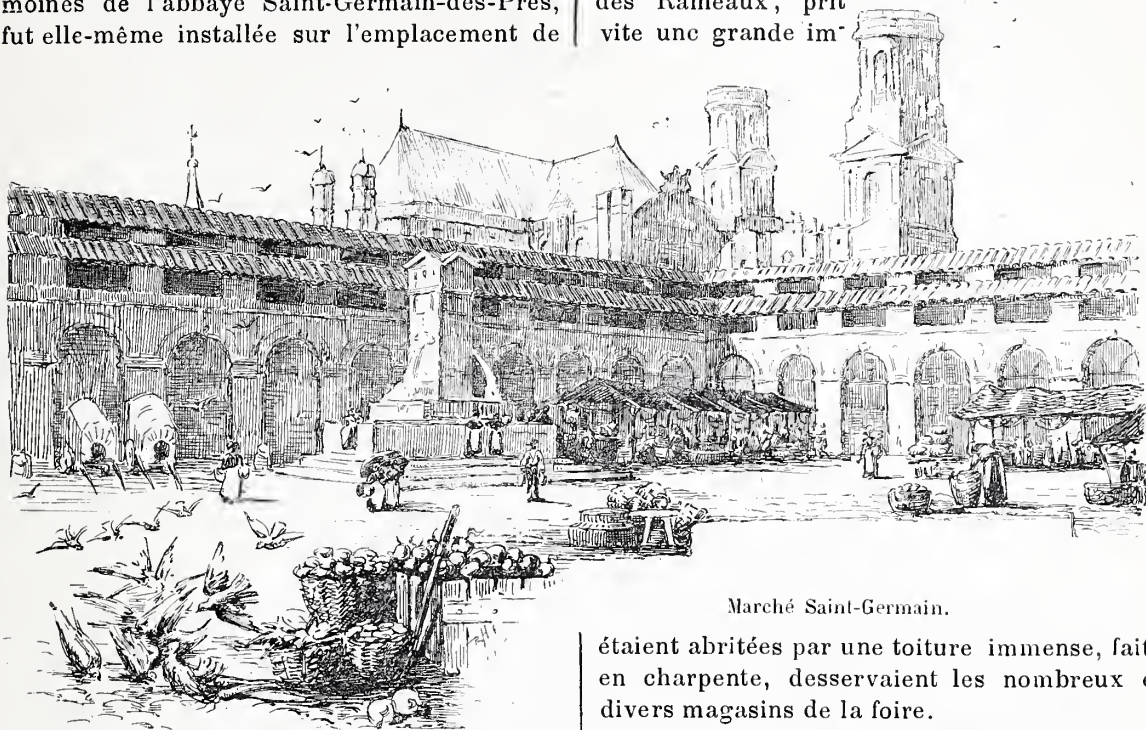 moines de l'abbaye Saint-Germain-des-Prés,
fut elle-même installée sur l'emplacement de
des Rameaux, prit
vite une grande im-
Marché Saint-Germain.
étaient abritées par une toiture immense, fait
en charpente, desservaient les nombreux
divers magasins de la foire.